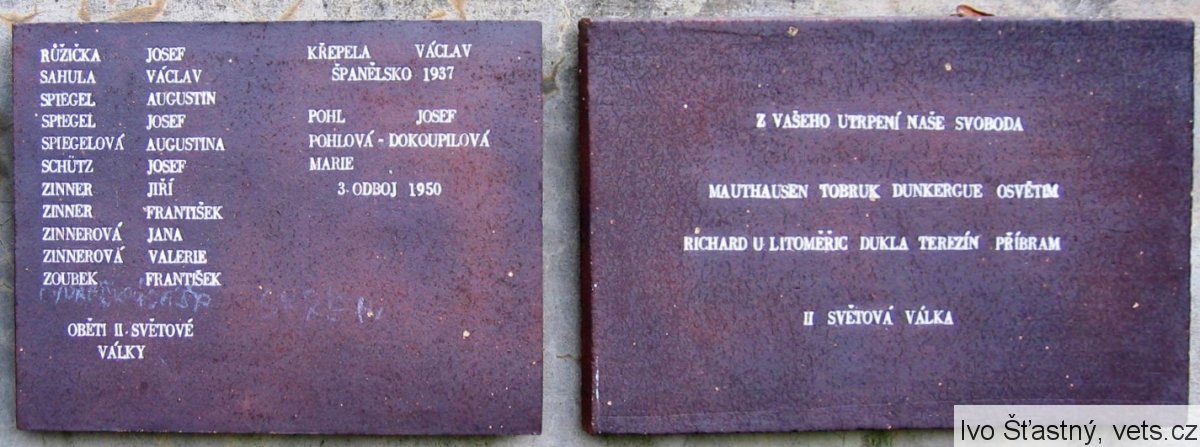 RŮŽIČKA JOSEF
SAHULA VÁCLAV
SPIEGEL AUGUSTIN
SPIEGEL JOSEF
SPIEGELOVÁ AUGUSTINA
SCHÜTZ JOSEF
ZINNER JIŘÍ
ZINNER FRANTIŠEK
ZINNEROVÁ JANA
ZINNEROVÁ VALERIE
ZOUBEK FRANTIŠEK
OBĚTI II. SVĚTOVÉ
VÁLKY
KŘEPELA VÁCLAV
ŠPANĚLSKO 1937
POHL JOSEF
POHLOVÁ - DOKOUPILOVÁ
MARIE
3. ODBOJ 1950
Z VAŠEHO UTRPENÍ NAŠE SVOBODA
MAUTHAUSEN TOBRUK DUNKERGUE OSVĚTIM
RICHARD U LITOMĚŘIC DUKLA TEREZÍN PŘÍBRAM
II SVĚTOVÁ VÁLKA
Ivo Šťastný, vets.cz